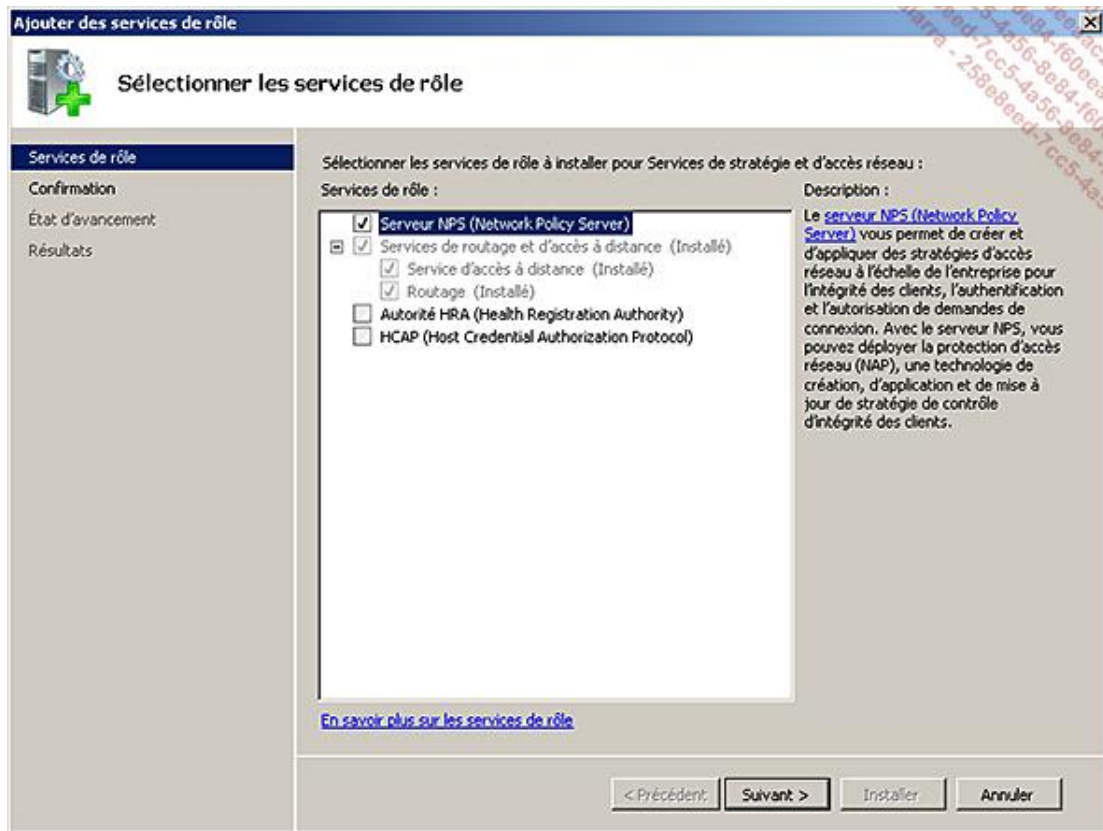 Ajouter des services de rôle
Sélectionner les services de rôle
Services de rôle
Confirmation
État d'avancement
Résultats
Sélectionner les services de rôle à installer pour Services de stratégie et d'accès réseau :
Services de rôle :
Serveur NPS (Network Policy Server)
Services de routage et d'accès à distance (Installé)
Service d'accès à distance (Installé)
Routage (Installé)
Autorité HRA (Health Registration Authority)
HCAP (Host Credential Authorization Protocol)
Description :
Le serveur NPS (Network Policy
Server) vous permet de créer et
d'appliquer des stratégies d'accès
réseau à l'échelle de l'entreprise pour
l'intégrité des clients, l'authentification
et l'autorisation de demandes de
connexion. Avec le serveur NPS, vous
pouvez déployer la protection d'accès
réseau (NAP), une technologie de
création, d'application et de mise à
jour de stratégie de contrôle
d'intégrité des clients.
En savoir plus sur les services de rôle
< Précédent
Suivant >
Installer
Annuler